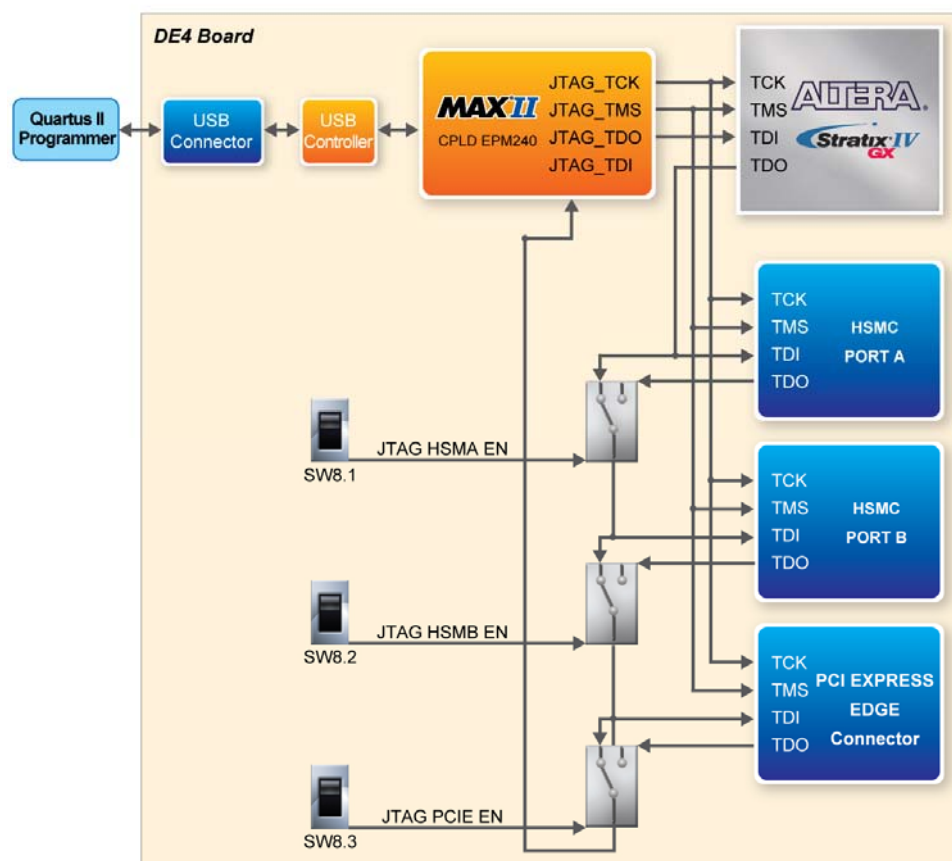 DE4 Board
Quartus II
Programmer
USB
Connector
USB
Controller
MAX II
CPLD EPM240
JTAG_TCK
JTAG_TMS
JTAG_TDO
JTAG_TDI
TCK
TMS
TDI
TDO
ALTERA®
Stratix IV
GX
TCK
TMS
TDI
TDO
HSMC
PORT A
SW8.1
JTAG HSMA EN
TCK
TMS
TDI
TDO
HSMC
PORT B
SW8.2
JTAG HSMB EN
TCK
TMS
TDI
TDO
PCI EXPRESS
EDGE
Connector
SW8.3
JTAG PCIE EN